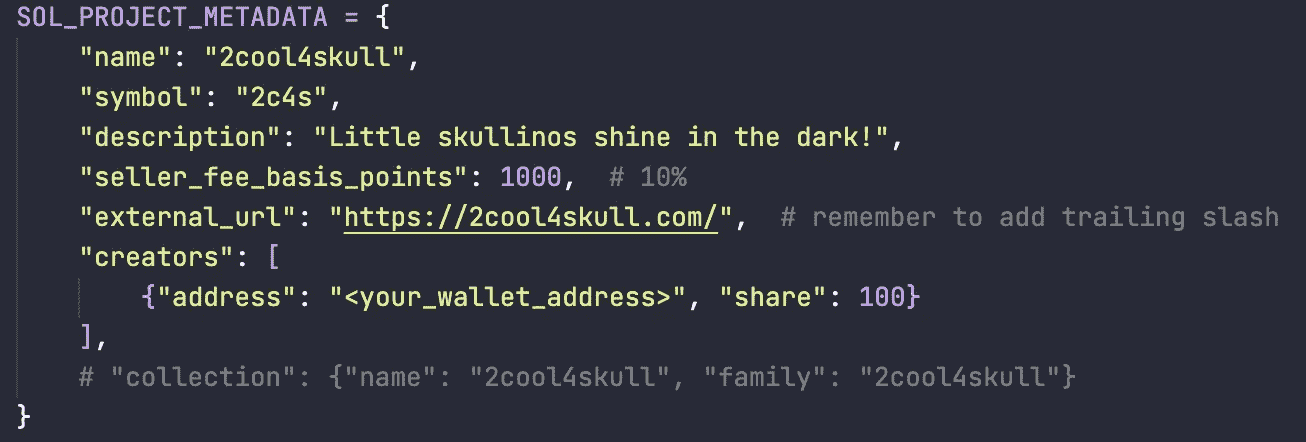 SOL_PROJECT_METADATA = {
    "name": "2cool4skull",
    "symbol": "2c4s",
    "description": "Little skullinos shine in the dark!",
    "seller_fee_basis_points": 1000,  # 10%
    "external_url": "https://2cool4skull.com/",  # remember to add trailing slash
    "creators": [
        {"address": "<your_wallet_address>", "share": 100}
    ],
    # "collection": {"name": "2cool4skull", "family": "2cool4skull"}
}